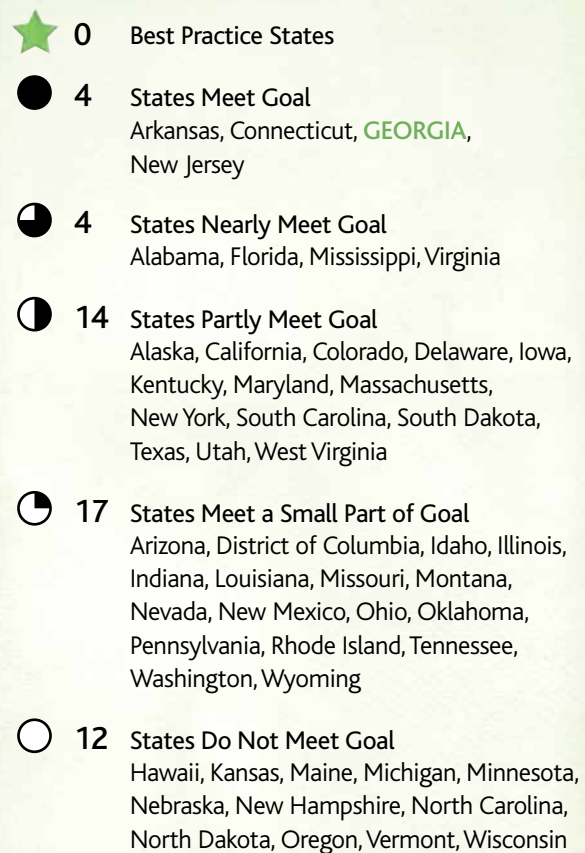 0 Best Practice States
4 States Meet Goal
Arkansas, Connecticut, GEORGIA,
New Jersey
4 States Nearly Meet Goal
Alabama, Florida, Mississippi, Virginia
14 States Partly Meet Goal
Alaska, California, Colorado, Delaware, Iowa,
Kentucky, Maryland, Massachusetts,
New York, South Carolina, South Dakota,
Texas, Utah, West Virginia
17 States Meet a Small Part of Goal
Arizona, District of Columbia, Idaho, Illinois,
Indiana, Louisiana, Missouri, Montana,
Nevada, New Mexico, Ohio, Oklahoma,
Pennsylvania, Rhode Island, Tennessee,
Washington, Wyoming
12 States Do Not Meet Goal
Hawaii, Kansas, Maine, Michigan, Minnesota,
Nebraska, New Hampshire, North Carolina,
North Dakota, Oregon, Vermont, Wisconsin